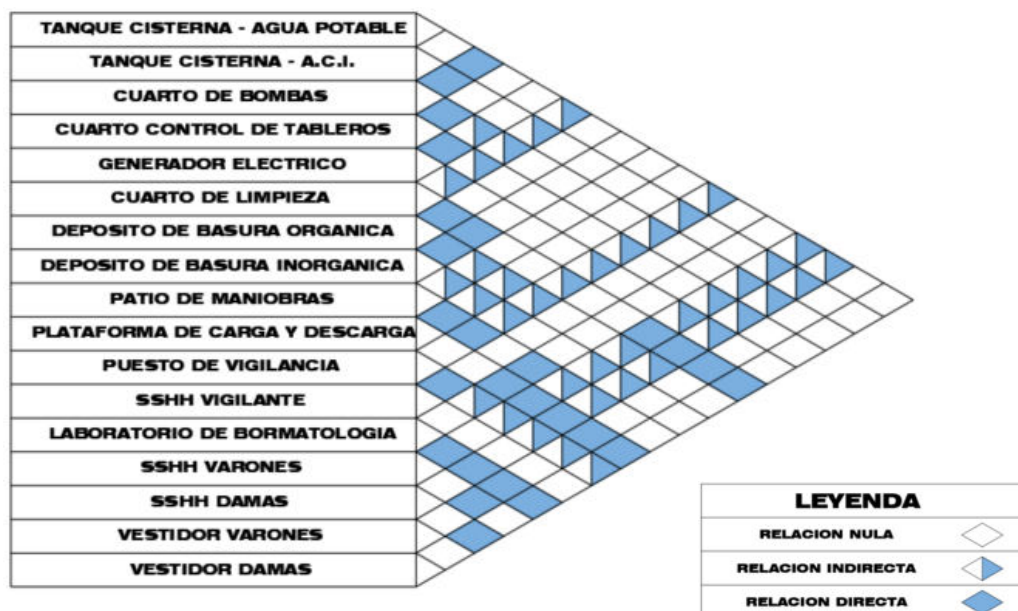 TANQUE CISTERNA - AGUA POTABLE
TANQUE CISTERNA - A.C.I.
CUARTO DE BOMBAS
CUARTO CONTROL DE TABLEROS
GENERADOR ELECTRICO
CUARTO DE LIMPIEZA
DEPOSITO DE BASURA ORGANICA
DEPOSITO DE BASURA INORGANICA
PATIO DE MANIOBRAS
PLATAFORMA DE CARGA Y DESCARGA
PUESTO DE VIGILANCIA
SSHH VIGILANTE
LABORATORIO DE BORMATOLOGIA
SSHH VARONES
SSHH DAMAS
VESTIDOR VARONES
VESTIDOR DAMAS
LEYENDA
RELACION NULA
RELACION INDIRECTA
RELACION DIRECTA